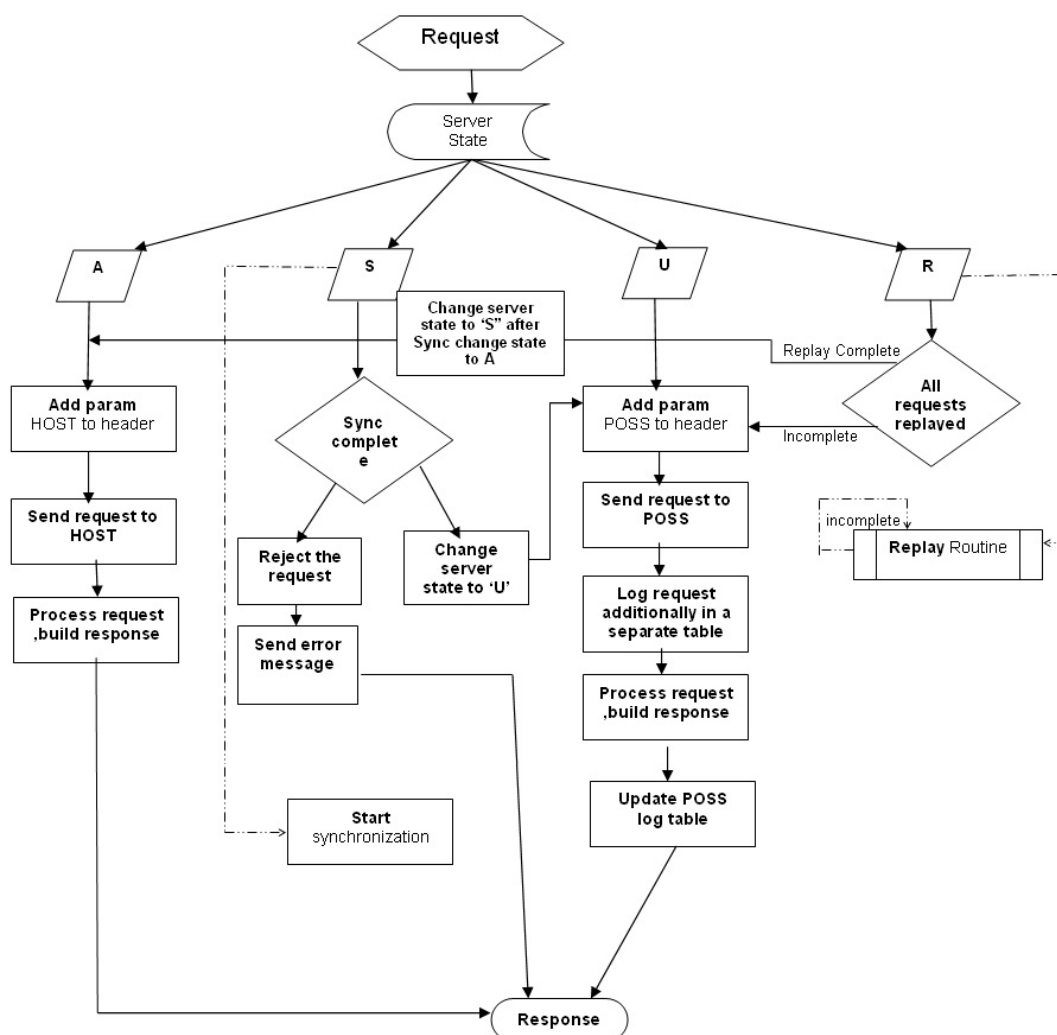 Request
Server
State
A
S
U
R
Change server
state to ‘S” after
Sync change state
to A
Replay Complete
All
requests
replayed
Add param
HOST to header
Sync
complet
e
Add param
POSS to header
Incomplete
Send request to
HOST
Reject the
request
Change
server
state to ‘U’
Send request to
POSS
incomplete
Replay Routine
Process request
,build response
Log request
additionally in a
separate table
Send error
message
Process request
,build response
Start
synchronization
Update POSS
log table
Response